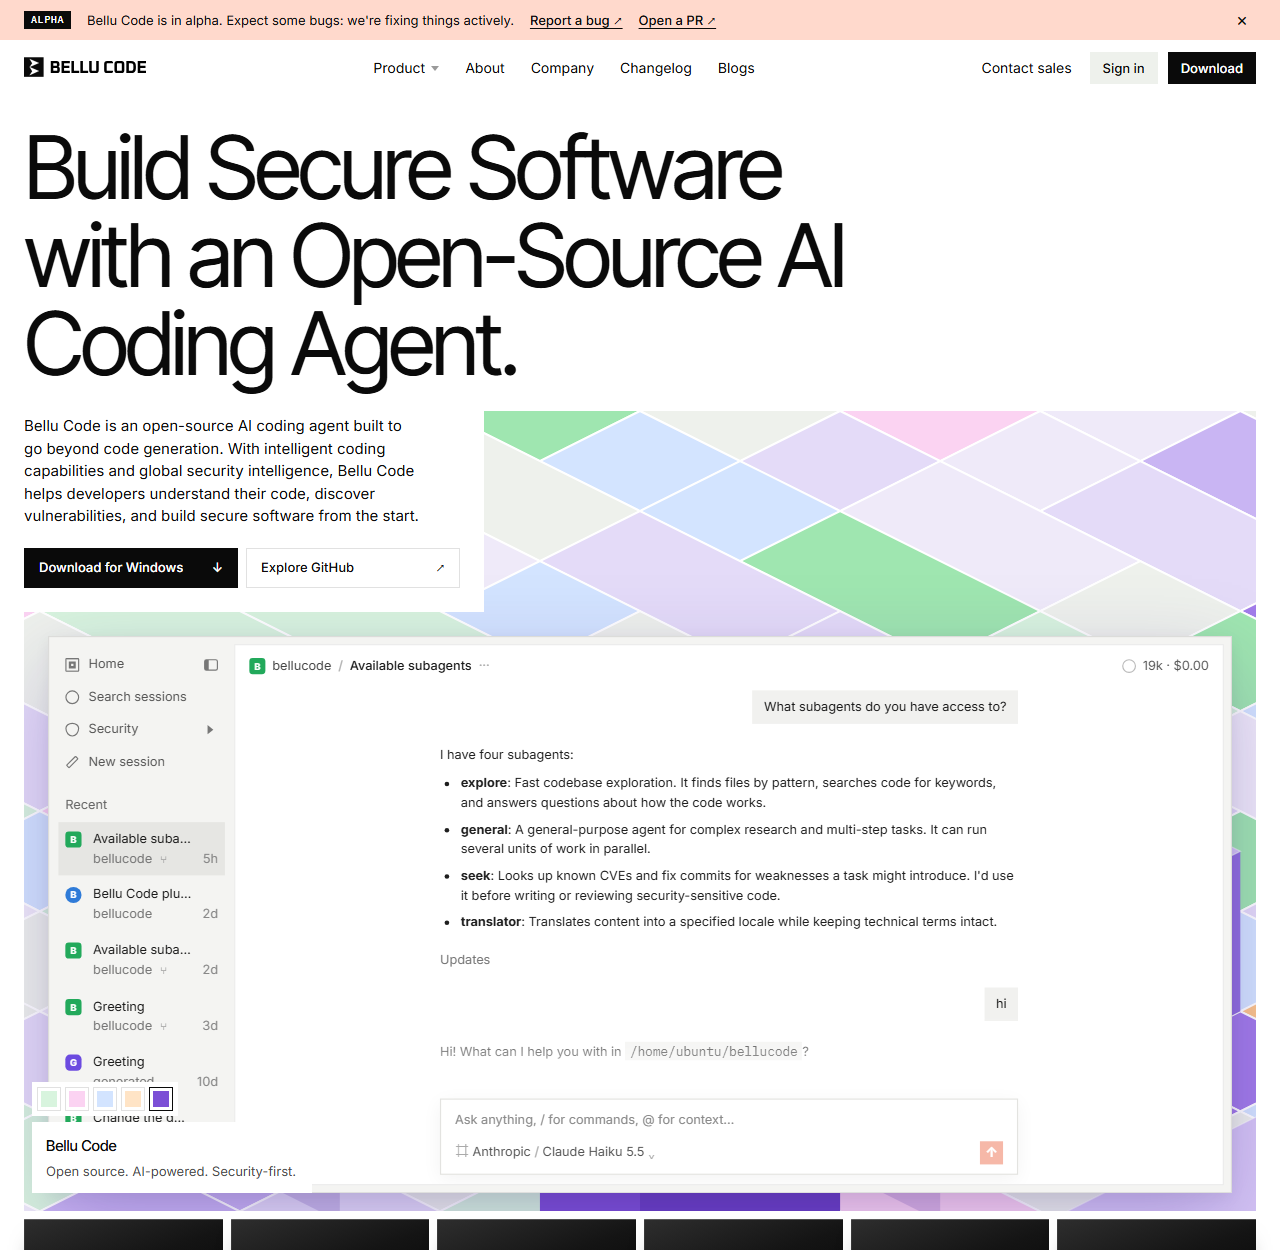 ALPHA Bellu Code is in alpha. Expect some bugs: we're fixing things actively. Report a bug ↗ Open a PR ↗ ✕
BELLU CODE Product About Company Changelog Blogs Contact sales Sign in Download
Build Secure Software
with an Open-Source AI
Coding Agent.
Bellu Code is an open-source AI coding agent built to
go beyond code generation. With intelligent coding
capabilities and global security intelligence, Bellu Code
helps developers understand their code, discover
vulnerabilities, and build secure software from the start.
Download for Windows ↓ Explore GitHub ↗
Home
Search sessions
Security
New session
Recent
B Available suba...
bellucode 5h
B Bellu Code plu...
bellucode 2d
B Available suba...
bellucode 2d
B Greeting
bellucode 3d
G Greeting
generated 10d
B Change the d...
B bellucode / Available subagents ··· 19k · $0.00
What subagents do you have access to?
I have four subagents:
• explore: Fast codebase exploration. It finds files by pattern, searches code for keywords,
and answers questions about how the code works.
• general: A general-purpose agent for complex research and multi-step tasks. It can run
several units of work in parallel.
• seek: Looks up known CVEs and fix commits for weaknesses a task might introduce. I'd use
it before writing or reviewing security-sensitive code.
• translator: Translates content into a specified locale while keeping technical terms intact.
Updates
hi
Hi! What can I help you with in /home/ubuntu/bellucode ?
Ask anything, / for commands, @ for context...
Anthropic / Claude Haiku 5.5
Bellu Code
Open source. AI-powered. Security-first.